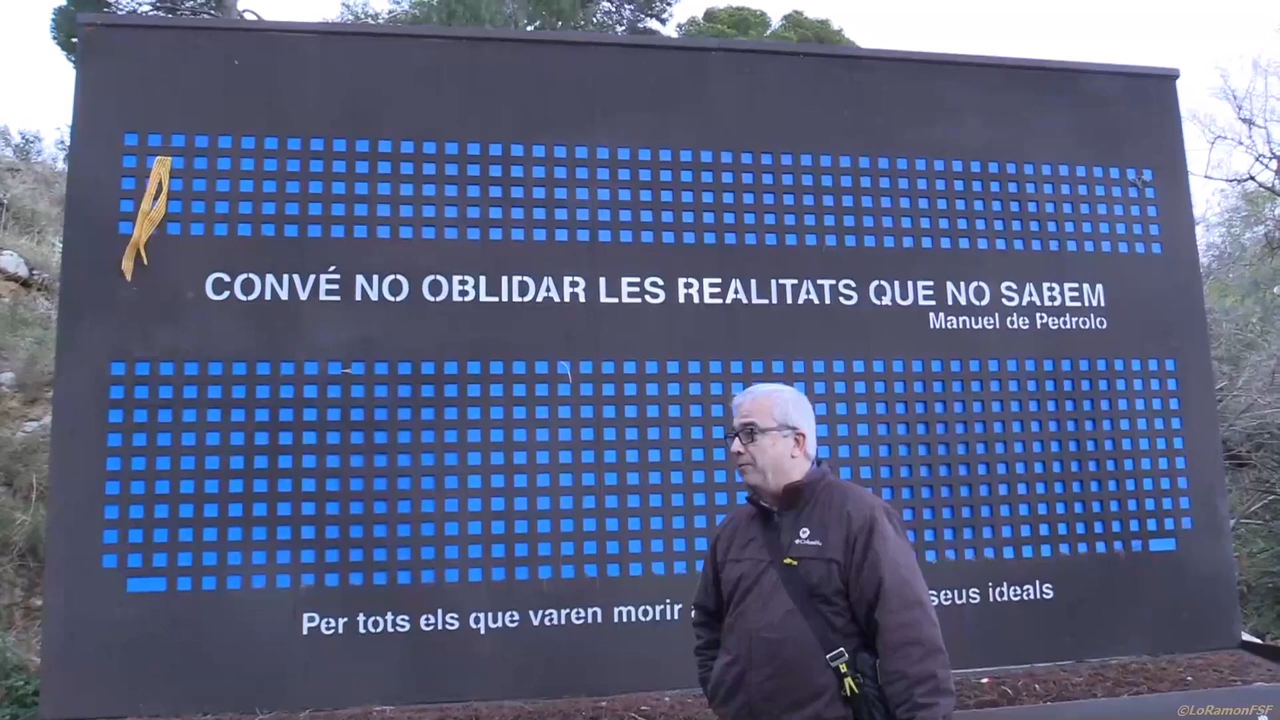 CONVÉ NO OBLIDAR LES REALITATS QUE NO SABEM
Manuel de Pedrolo
Per tots els que varen morir seus ideals
Columbia
©LoRamonFSF